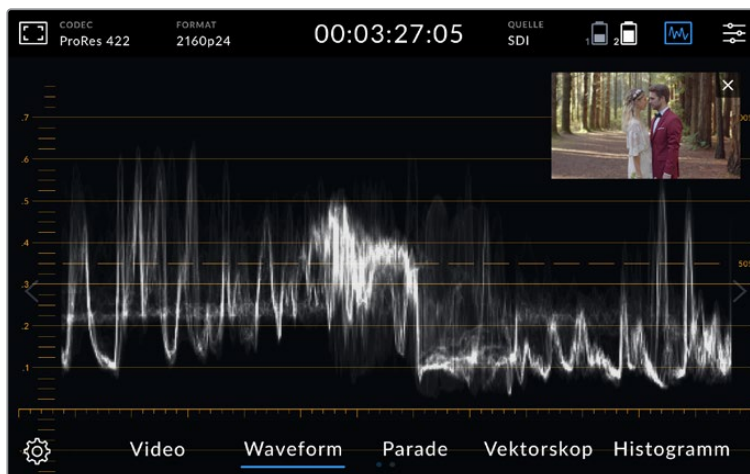 CODEC
ProRes 422
FORMAT
2160p24
00:03:27:05
QUELLE
SDI
1
2
.7
.6
.5
.4
.3
.2
.1
50%
Video
Waveform
Parade
Vektorskop
Histogramm